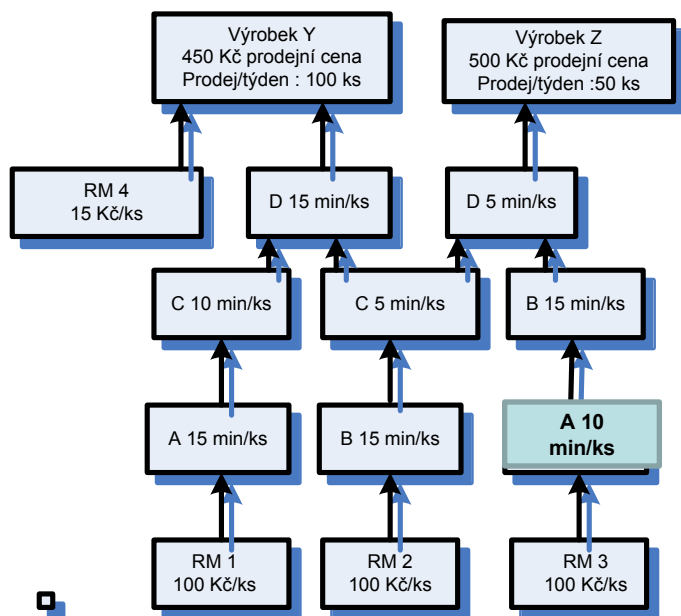 Výrobek Y
450 Kč prodejní cena
Prodej/týden : 100 ks
Výrobek Z
500 Kč prodejní cena
Prodej/týden :50 ks
RM 4
15 Kč/ks
D 15 min/ks
D 5 min/ks
C 10 min/ks
C 5 min/ks
B 15 min/ks
A 15 min/ks
B 15 min/ks
A 10
min/ks
RM 1
100 Kč/ks
RM 2
100 Kč/ks
RM 3
100 Kč/ks